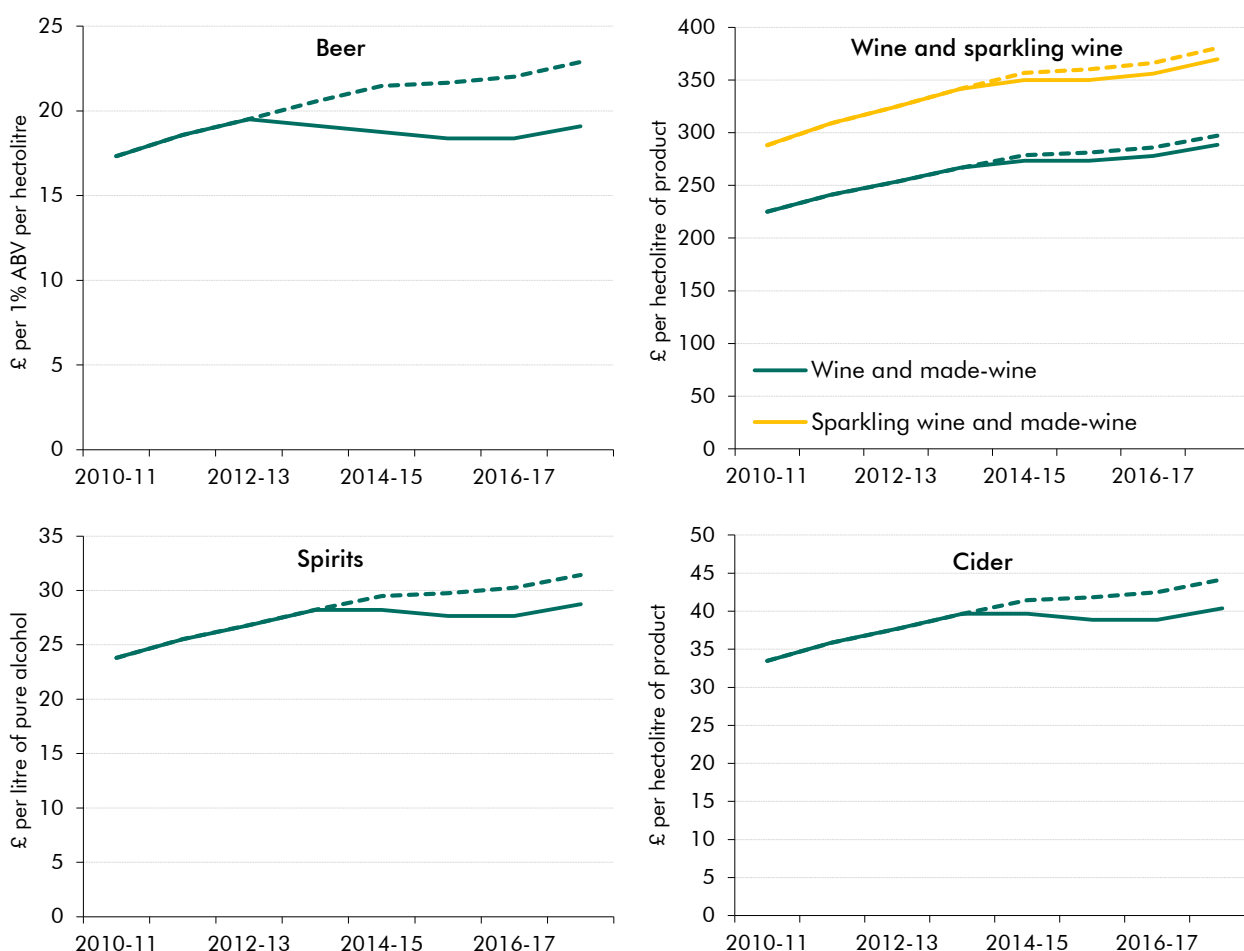 Beer
£ per 1% ABV per hectolitre
25
20
15
10
5
0
2010-11 2012-13 2014-15 2016-17
Wine and sparkling wine
£ per hectolitre of product
400
350
300
250
200
150
100
50
0
Wine and made-wine
Sparkling wine and made-wine
2010-11 2012-13 2014-15 2016-17
Spirits
£ per litre of pure alcohol
35
30
25
20
15
10
5
0
2010-11 2012-13 2014-15 2016-17
Cider
£ per hectolitre of product
50
45
40
35
30
25
20
15
10
5
0
2010-11 2012-13 2014-15 2016-17